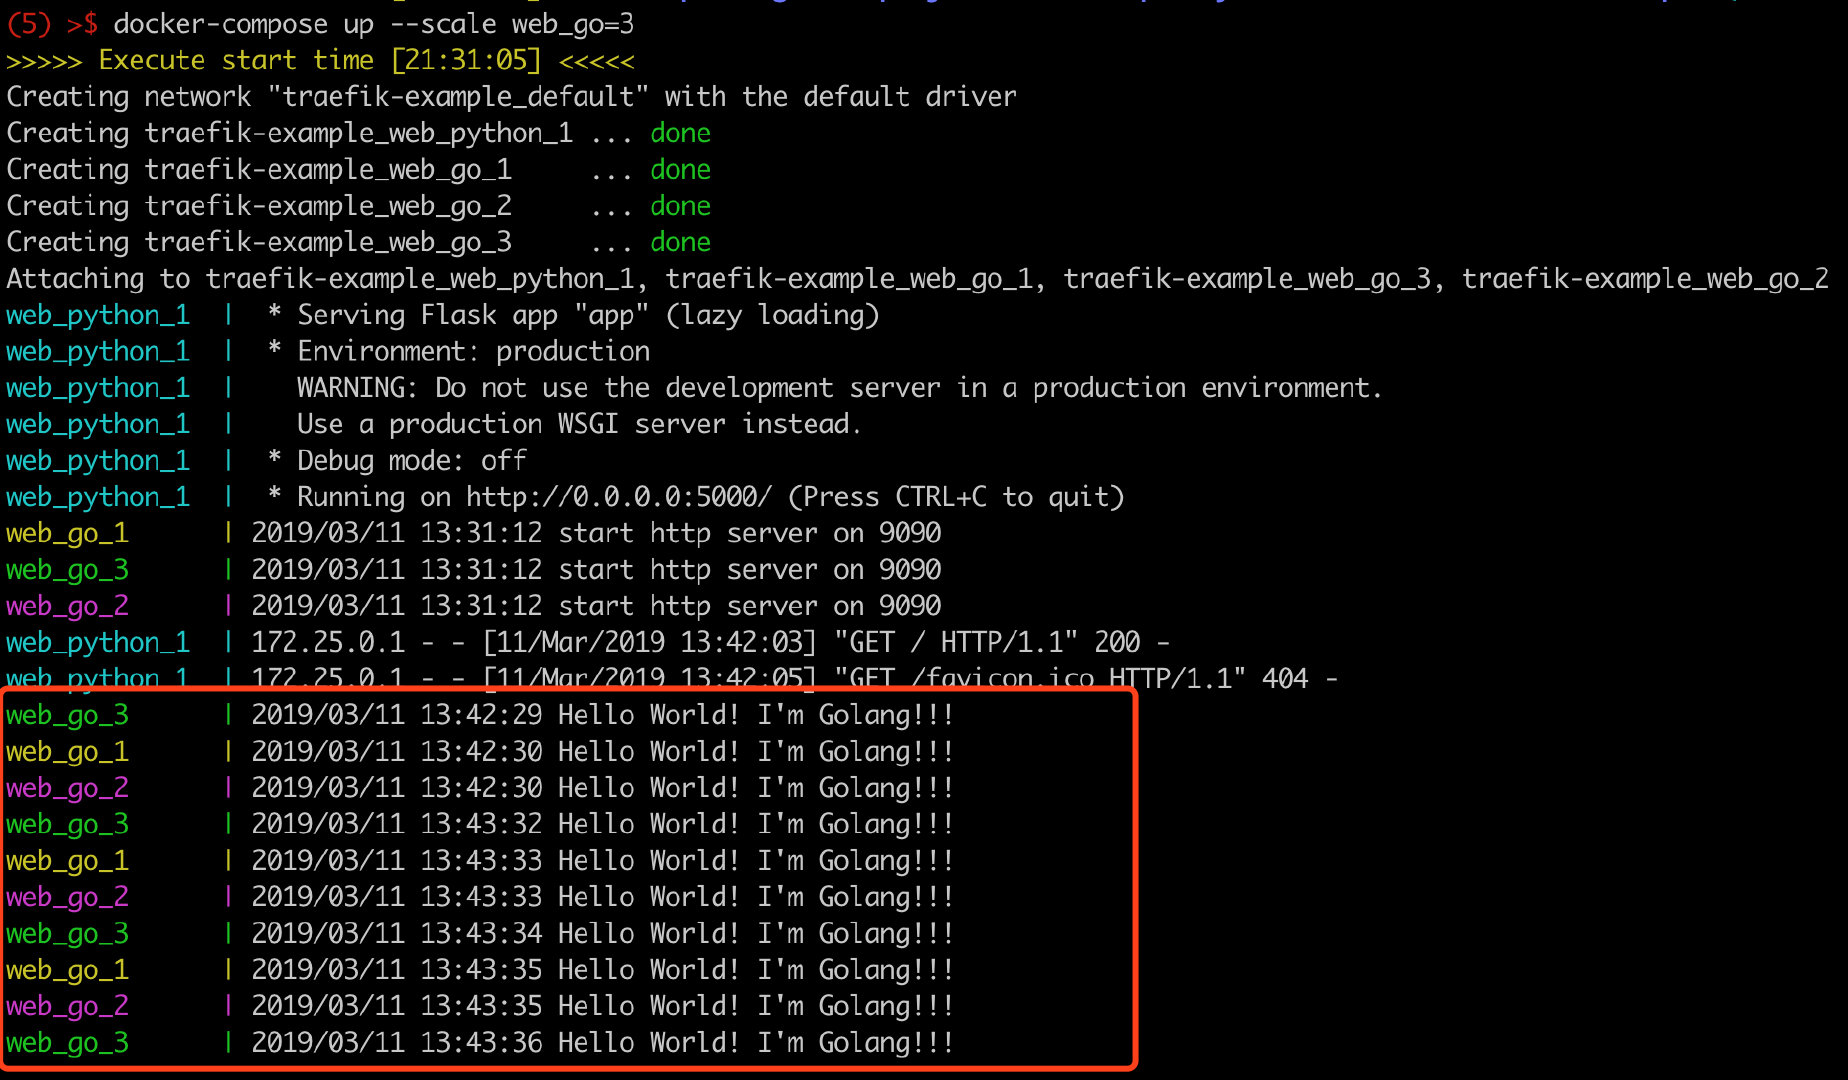 (5) >$ docker-compose up --scale web_go=3
>>>>> Execute start time [21:31:05] <<<<<
Creating network "traefik-example_default" with the default driver
Creating traefik-example_web_python_1 ... done
Creating traefik-example_web_go_1     ... done
Creating traefik-example_web_go_2     ... done
Creating traefik-example_web_go_3     ... done
Attaching to traefik-example_web_python_1, traefik-example_web_go_1, traefik-example_web_go_3, traefik-example_web_go_2
web_python_1  |  * Serving Flask app "app" (lazy loading)
web_python_1  |  * Environment: production
web_python_1  |    WARNING: Do not use the development server in a production environment.
web_python_1  |    Use a production WSGI server instead.
web_python_1  |  * Debug mode: off
web_python_1  |  * Running on http://0.0.0.0:5000/ (Press CTRL+C to quit)
web_go_1      | 2019/03/11 13:31:12 start http server on 9090
web_go_3      | 2019/03/11 13:31:12 start http server on 9090
web_go_2      | 2019/03/11 13:31:12 start http server on 9090
web_python_1  | 172.25.0.1 - - [11/Mar/2019 13:42:03] "GET / HTTP/1.1" 200 -
web_python_1  | 172.25.0.1 - - [11/Mar/2019 13:42:05] "GET /favicon.ico HTTP/1.1" 404 -
web_go_3      | 2019/03/11 13:42:29 Hello World! I'm Golang!!!
web_go_1      | 2019/03/11 13:42:30 Hello World! I'm Golang!!!
web_go_2      | 2019/03/11 13:42:30 Hello World! I'm Golang!!!
web_go_3      | 2019/03/11 13:43:32 Hello World! I'm Golang!!!
web_go_1      | 2019/03/11 13:43:33 Hello World! I'm Golang!!!
web_go_2      | 2019/03/11 13:43:33 Hello World! I'm Golang!!!
web_go_3      | 2019/03/11 13:43:34 Hello World! I'm Golang!!!
web_go_1      | 2019/03/11 13:43:35 Hello World! I'm Golang!!!
web_go_2      | 2019/03/11 13:43:35 Hello World! I'm Golang!!!
web_go_3      | 2019/03/11 13:43:36 Hello World! I'm Golang!!!